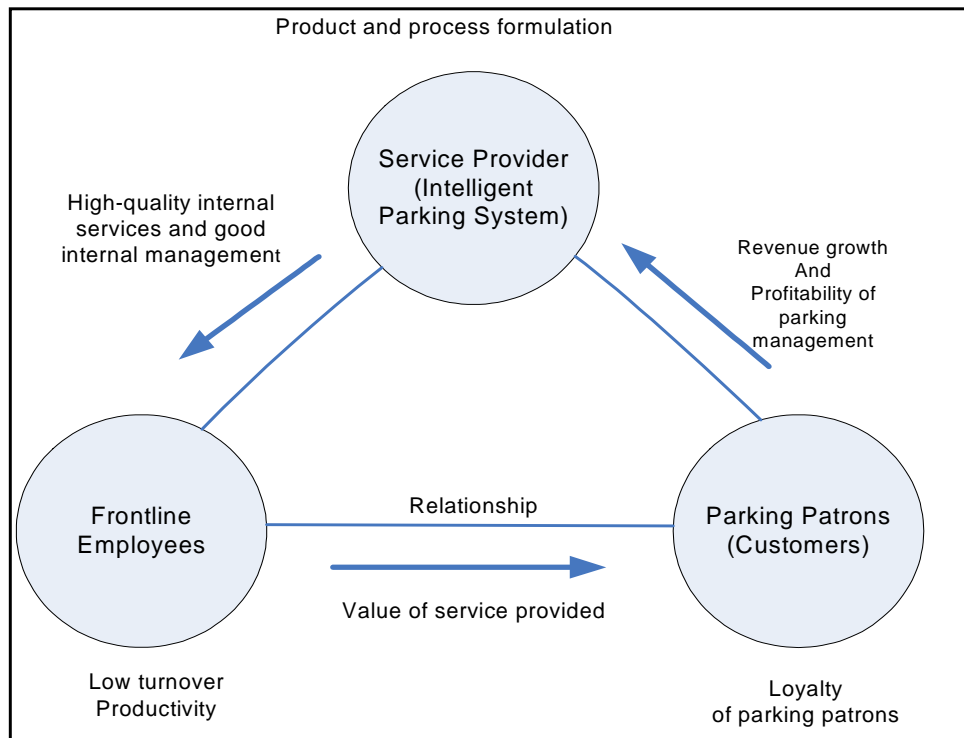 Product and process formulation
Service Provider
(Intelligent
Parking System)
High-quality internal
services and good
internal management
Revenue growth
And
Profitability of
parking
management
Frontline
Employees
Relationship
Parking Patrons
(Customers)
Value of service provided
Low turnover
Productivity
Loyalty
of parking patrons